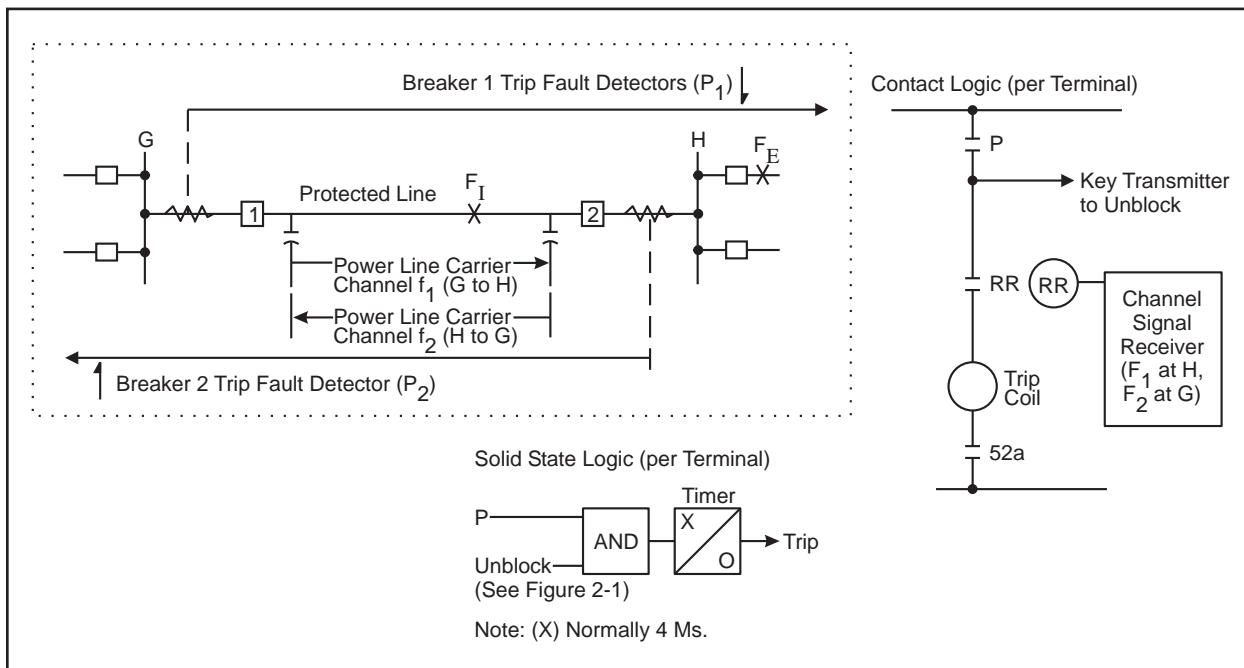 Breaker 1 Trip Fault Detectors (P1)
G
H
FE
FI
Protected Line
1
2
Power Line Carrier
Channel f1 (G to H)
Power Line Carrier
Channel f2 (H to G)
Breaker 2 Trip Fault Detector (P2)
Contact Logic (per Terminal)
P
Key Transmitter
to Unblock
RR
RR
Channel
Signal
Receiver
(F1 at H,
F2 at G)
Trip
Coil
52a
Solid State Logic (per Terminal)
Timer
P
AND
X
O
Trip
Unblock
(See Figure 2-1)
Note: (X) Normally 4 Ms.